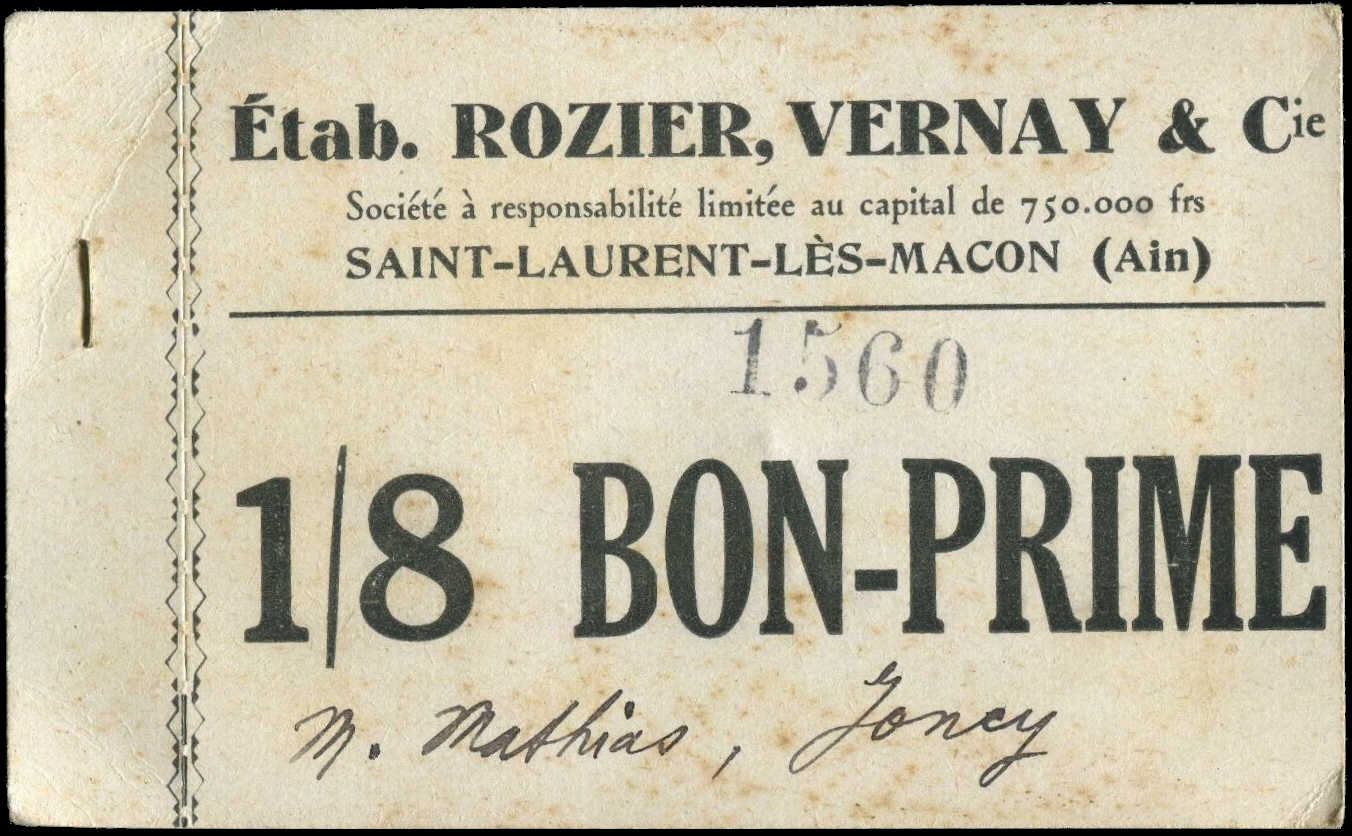 Étab. ROZIER, VERNAY & Cie
Société à responsabilité limitée au capital de 750.000 frs
SAINT-LAURENT-LÈS-MACON (Ain)
1560
1/8 BON-PRIME
M. Mathias, Joncy